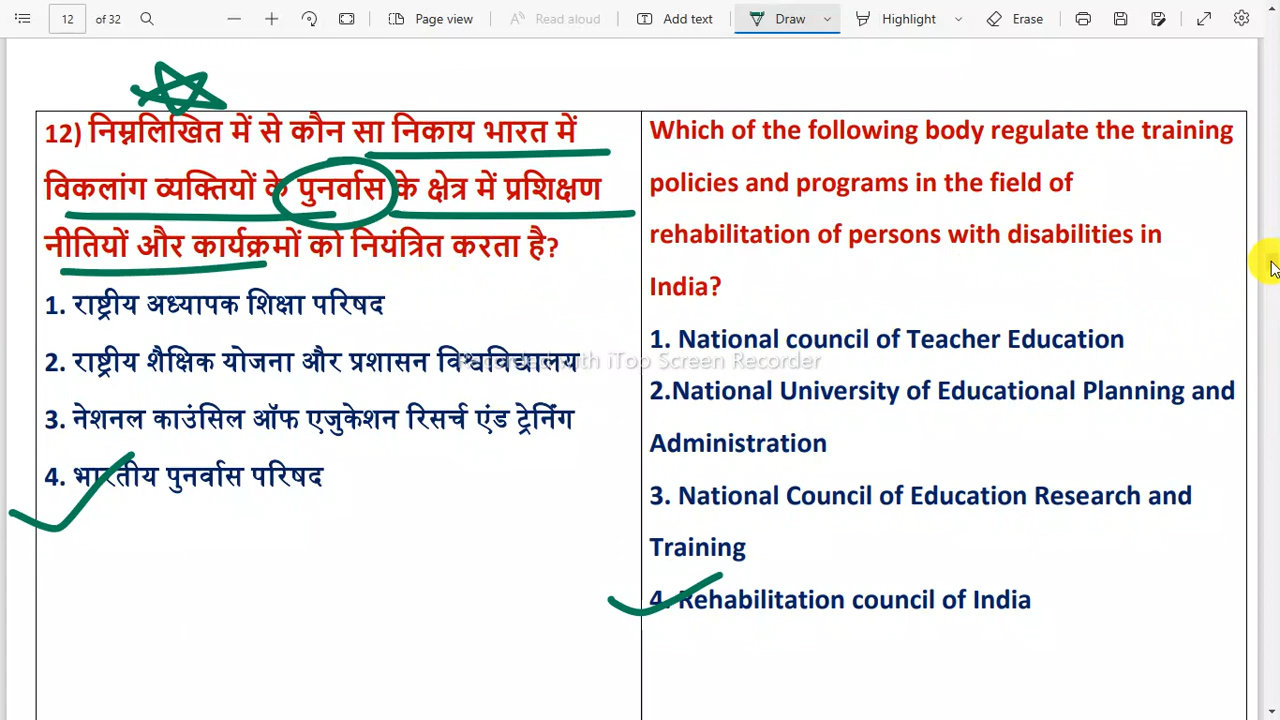 12
of 32
Page view
Read aloud
Add text
Draw
Highlight
Erase
12) निम्नलिखित में से कौन सा निकाय भारत में
विकलांग व्यक्तियों के पुनर्वास के क्षेत्र में प्रशिक्षण
नीतियों और कार्यक्रमों को नियंत्रित करता है?
1. राष्ट्रीय अध्यापक शिक्षा परिषद
2. राष्ट्रीय शैक्षिक योजना और प्रशासन विश्वविद्यालय
3. नेशनल काउंसिल ऑफ एजुकेशन रिसर्च एंड ट्रेनिंग
4. भारतीय पुनर्वास परिषद
Which of the following body regulate the training
policies and programs in the field of
rehabilitation of persons with disabilities in
India?
1. National council of Teacher Education
2.National University of Educational Planning and
Administration
3. National Council of Education Research and
Training
4. Rehabilitation council of India
Recorded with iTop Screen Recorder